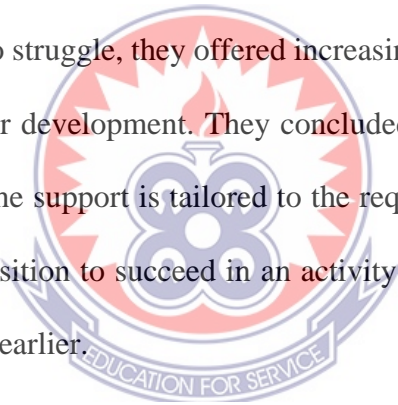 struggle, they offered increasin
development. They concluded
support is tailored to the req
sition to succeed in an activity
earlier.
EDUCATION FOR SERVICE